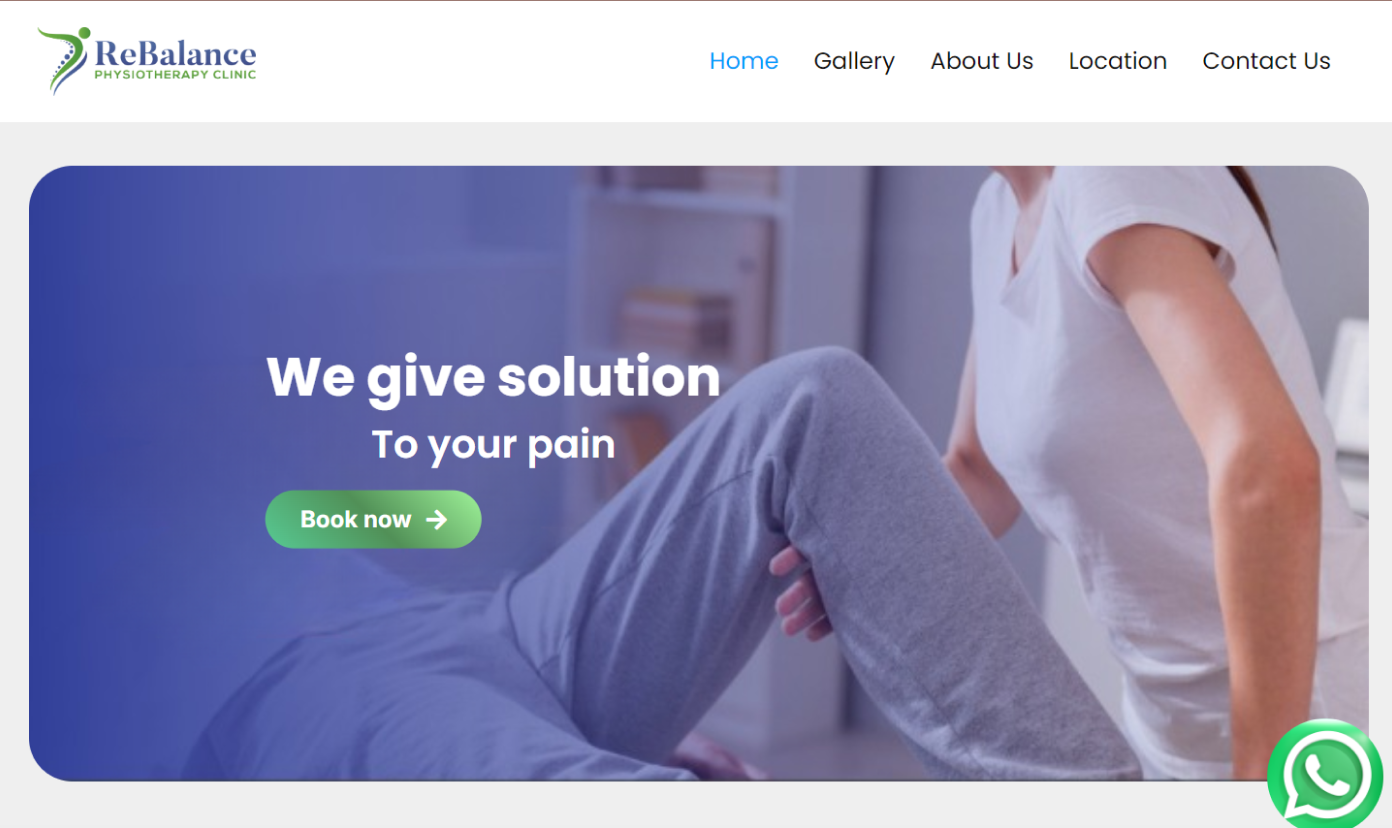 ReBalance
PHYSIOTHERAPY CLINIC
Home Gallery About Us Location Contact Us
We give solution
To your pain
Book now